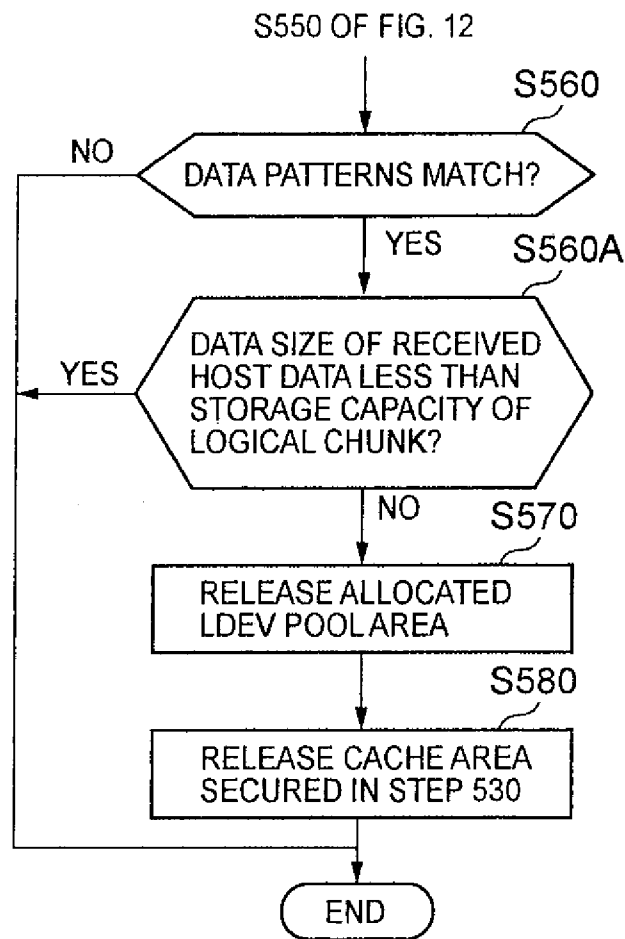 S550 OF FIG. 12
S560
NO
DATA PATTERNS MATCH?
YES
S560A
YES
DATA SIZE OF RECEIVED
HOST DATA LESS THAN
STORAGE CAPACITY OF
LOGICAL CHUNK?
NO
S570
RELEASE ALLOCATED
LDEV POOL AREA
S580
RELEASE CACHE AREA
SECURED IN STEP 530
END